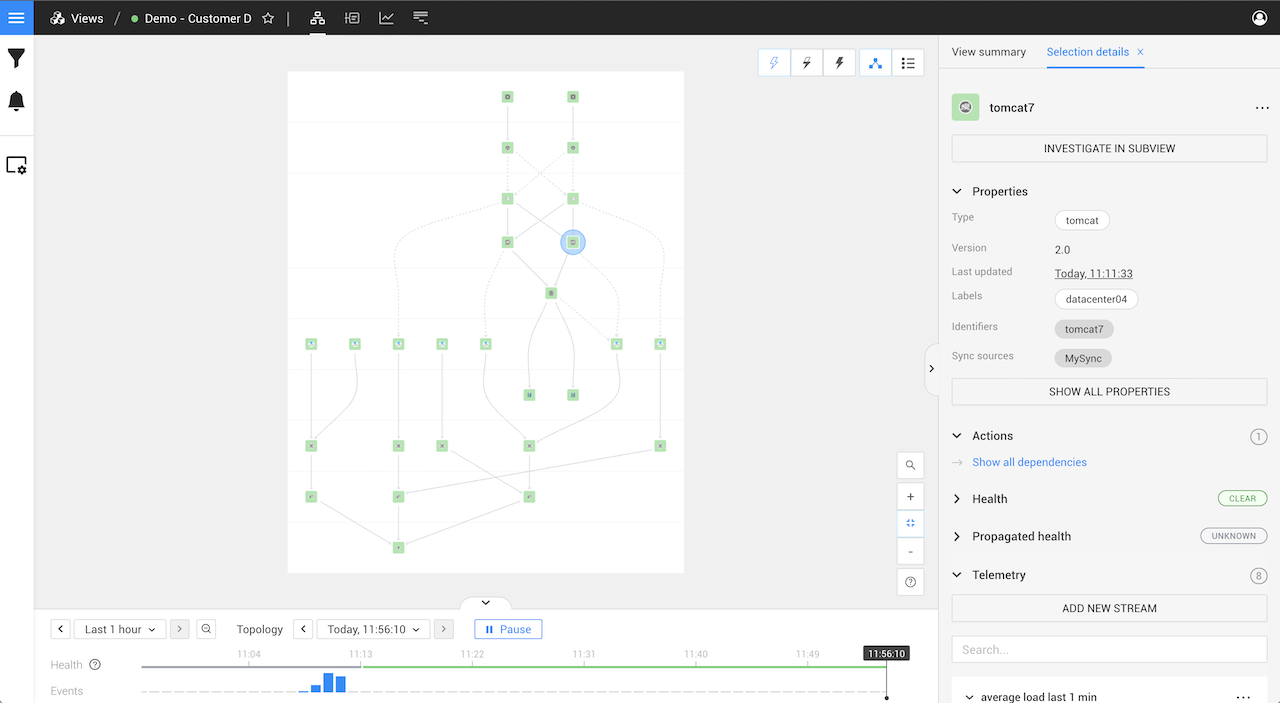 Views / Demo - Customer D
View summary Selection details ×
tomcat7
INVESTIGATE IN SUBVIEW
Properties
Type tomcat
Version 2.0
Last updated Today, 11:11:33
Labels datacenter04
Identifiers tomcat7
Sync sources MySync
SHOW ALL PROPERTIES
Actions 1
Show all dependencies
Health CLEAR
Propagated health UNKNOWN
Telemetry 8
ADD NEW STREAM
Search...
average load last 1 min
+
-
Last 1 hour Topology Today, 11:56:10 Pause
11:04 11:13 11:22 11:31 11:40 11:49 11:56:10
Health ?
Events